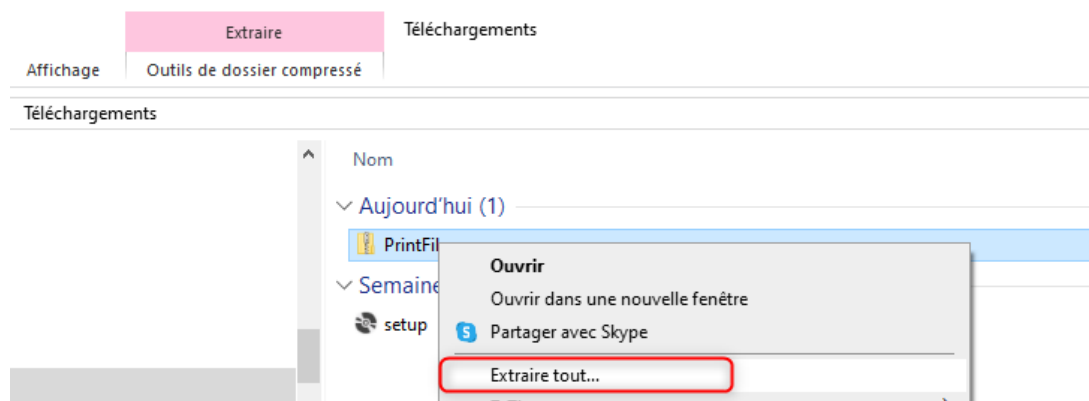 Extraire
Téléchargements
Affichage
Outils de dossier compressé
Téléchargements
Nom
Aujourd'hui (1)
PrintFil
Ouvrir
Semaine
Ouvrir dans une nouvelle fenêtre
setup
Partager avec Skype
Extraire tout...